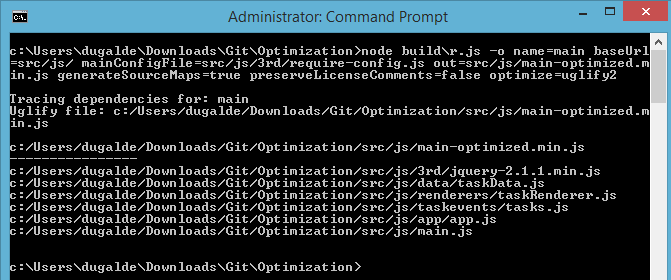 Administrator: Command Prompt
c:\Users\dugalde\Downloads\Git\Optimization>node build\r.js -o name=main baseUrl
=src/js/ mainConfigFile=src/js/3rd/require-config.js out=src/js/main-optimized.m
in.js generateSourceMaps=true preserveLicenseComments=false optimize=uglify2
Tracing dependencies for: main
Uglify file: c:/Users/dugalde/Downloads/Git/Optimization/src/js/main-optimized.m
in.js
c:/Users/dugalde/Downloads/Git/Optimization/src/js/main-optimized.min.js
----------------
c:/Users/dugalde/Downloads/Git/Optimization/src/js/3rd/jquery-2.1.1.min.js
c:/Users/dugalde/Downloads/Git/Optimization/src/js/data/taskData.js
c:/Users/dugalde/Downloads/Git/Optimization/src/js/renderers/taskRenderer.js
c:/Users/dugalde/Downloads/Git/Optimization/src/js/taskevents/tasks.js
c:/Users/dugalde/Downloads/Git/Optimization/src/js/app/app.js
c:/Users/dugalde/Downloads/Git/Optimization/src/js/main.js
c:\Users\dugalde\Downloads\Git\Optimization>